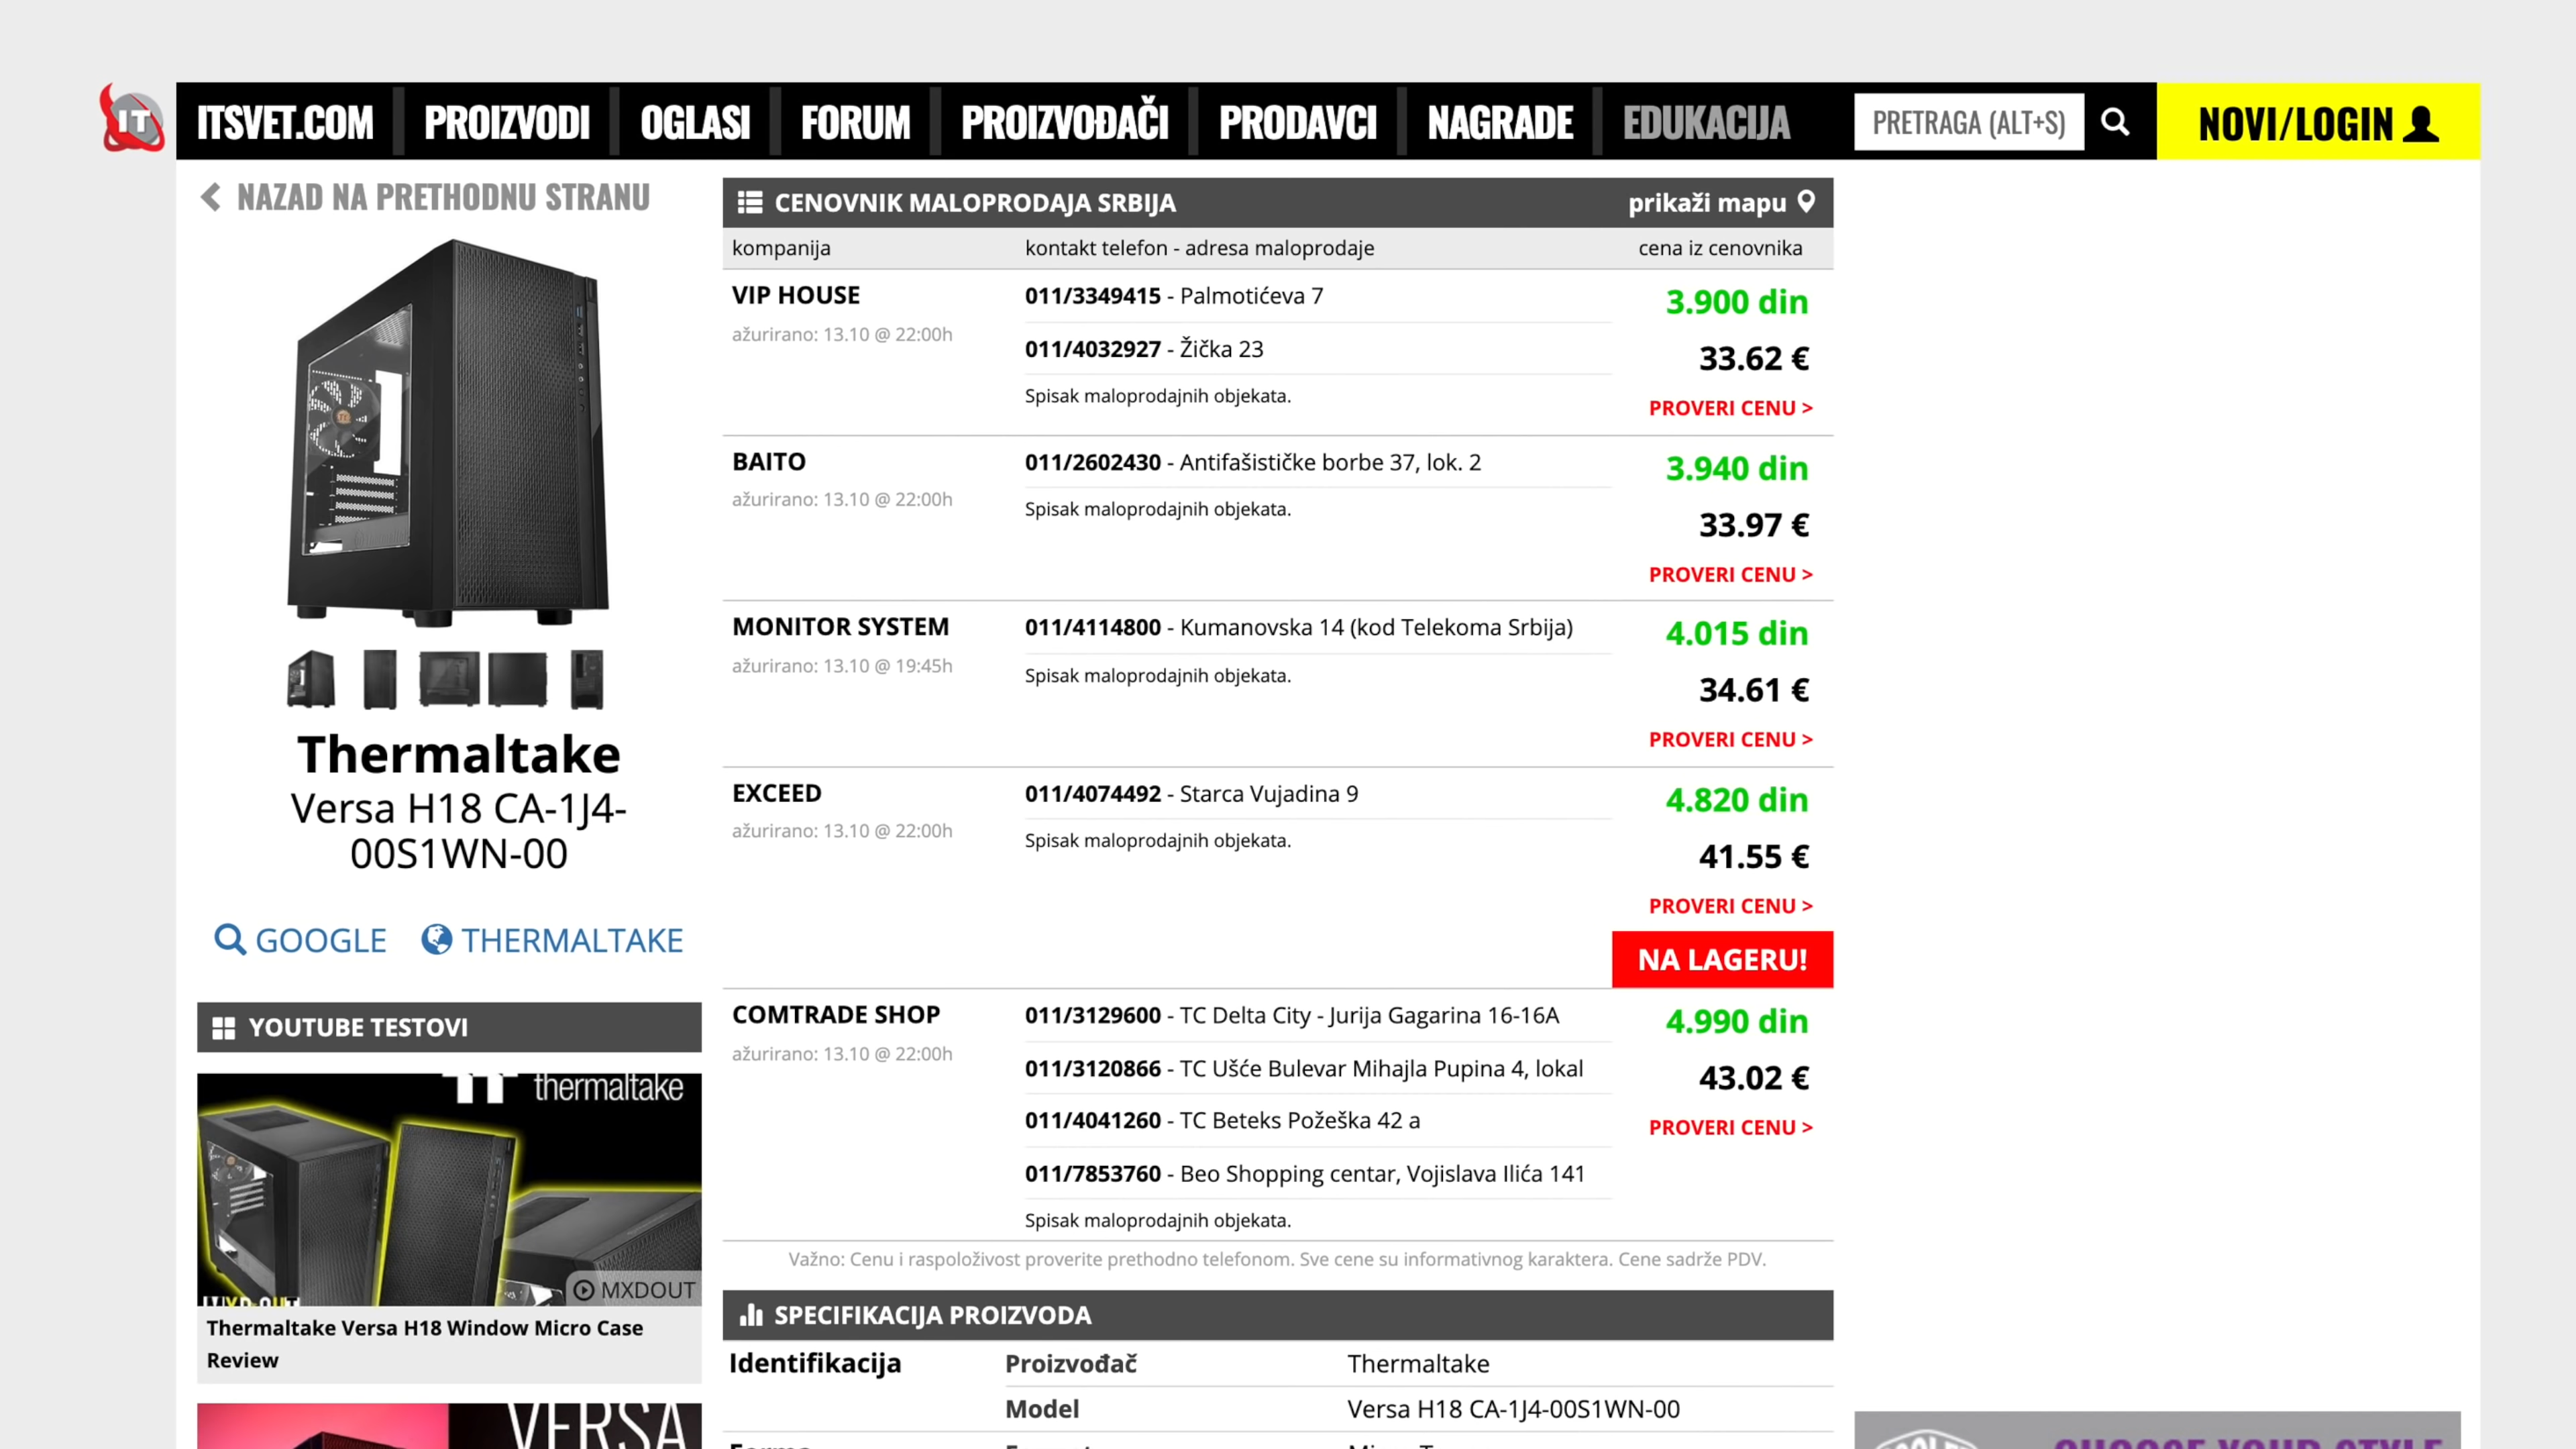 IT
ITSVET.COM PROIZVODI OGLASI FORUM PROIZVOĐAČI PRODAVCI NAGRADE EDUKACIJA PRETRAGA (ALT+S) NOVI/LOGIN
NAZAD NA PRETHODNU STRANU
Thermaltake
Versa H18 CA-1J4-
00S1WN-00
GOOGLE THERMALTAKE
YOUTUBE TESTOVI
thermaltake
MXDOUT
Thermaltake Versa H18 Window Micro Case
Review
VERSA
CENOVNIK MALOPRODAJA SRBIJA prikaži mapu
kompanija kontakt telefon - adresa maloprodaje cena iz cenovnika
VIP HOUSE 011/3349415 - Palmotićeva 7 3.900 din
ažurirano: 13.10 @ 22:00h 011/4032927 - Žička 23 33.62 €
Spisak maloprodajnih objekata. PROVERI CENU >
BAITO 011/2602430 - Antifašističke borbe 37, lok. 2 3.940 din
ažurirano: 13.10 @ 22:00h Spisak maloprodajnih objekata. 33.97 €
PROVERI CENU >
MONITOR SYSTEM 011/4114800 - Kumanovska 14 (kod Telekoma Srbija) 4.015 din
ažurirano: 13.10 @ 19:45h Spisak maloprodajnih objekata. 34.61 €
PROVERI CENU >
EXCEED 011/4074492 - Starca Vujadina 9 4.820 din
ažurirano: 13.10 @ 22:00h Spisak maloprodajnih objekata. 41.55 €
PROVERI CENU >
NA LAGERU!
COMTRADE SHOP 011/3129600 - TC Delta City - Jurija Gagarina 16-16A 4.990 din
ažurirano: 13.10 @ 22:00h 011/3120866 - TC Ušće Bulevar Mihajla Pupina 4, lokal 43.02 €
011/4041260 - TC Beteks Požeška 42 a PROVERI CENU >
011/7853760 - Beo Shopping centar, Vojislava Ilića 141
Spisak maloprodajnih objekata.
Važno: Cenu i raspoloživost proverite prethodno telefonom. Sve cene su informativnog karaktera. Cene sadrže PDV.
SPECIFIKACIJA PROIZVODA
Identifikacija Proizvođač Thermaltake
Model Versa H18 CA-1J4-00S1WN-00
CHOOSE YOUR STYLE